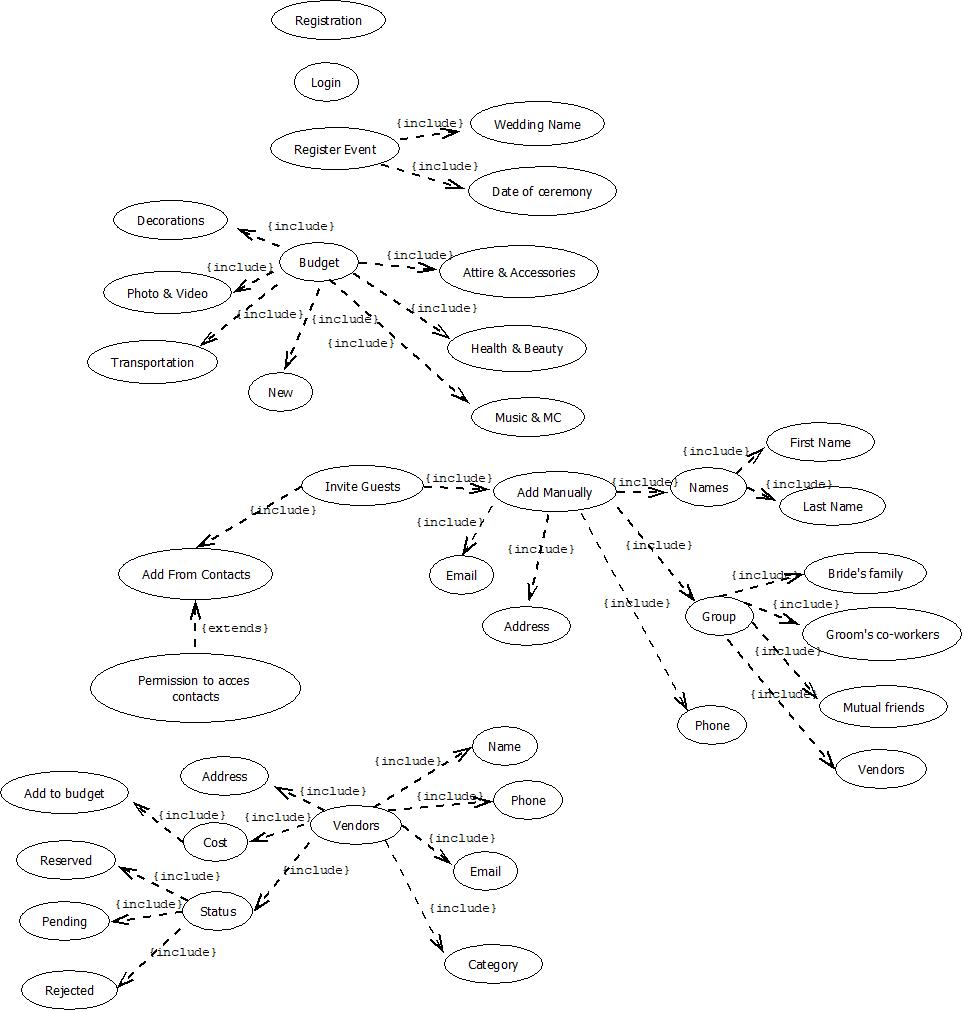 Registration
Login
{include}
Wedding Name
Register Event
{include}
Date of ceremony
Decorations
{include}
Budget
{include}
{include}
Attire & Accessories
Photo & Video
{include}
{include}
{include}
{include}
Health & Beauty
Transportation
New
Music & MC
First Name
{include}
Invite Guests
{include}
Add Manually
{include}
Names
{include}
Last Name
{include}
{include}
{include}
{include}
Add From Contacts
Email
{include}
Bride's family
{include}
{include}
Group
Address
{extends}
Groom's co-workers
{include}
Permission to acces
contacts
{include}
Mutual friends
Phone
Name
{include}
Vendors
Address
Add to budget
{include}
{include}
Phone
{include}
{include}
Vendors
Cost
{include}
Reserved
{include}
{include}
Email
{include}
Status
{include}
Pending
{include}
Category
Rejected